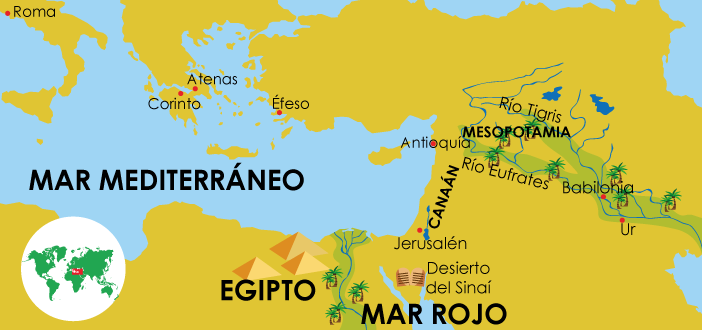 Roma
Atenas
Corinto
Éfeso
Río Tigris
MESOPOTAMIA
Antioquía
Río Eufrates
MAR MEDITERRÁNEO
CANAÁN
Babilonia
Ur
Jerusalén
Desierto
del Sinaí
EGIPTO
MAR ROJO